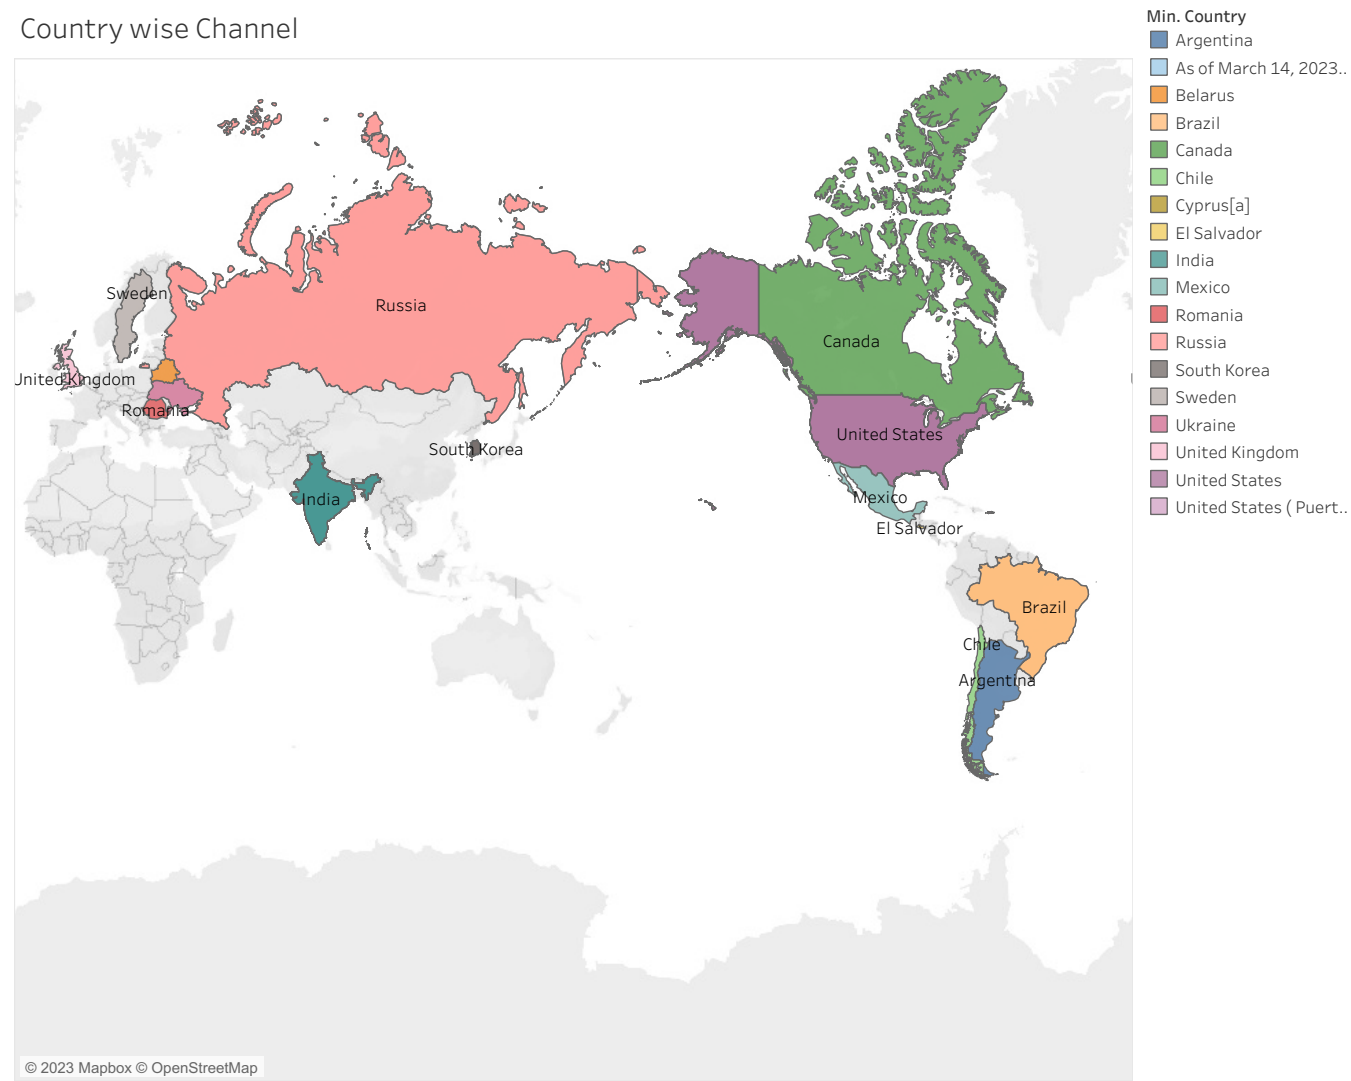 Country wise Channel
Min. Country
Argentina
As of March 14, 2023..
Belarus
Brazil
Canada
Chile
Cyprus[a]
El Salvador
India
Mexico
Romania
Russia
South Korea
Sweden
Ukraine
United Kingdom
United States
United States ( Puert..
Sweden
Russia
Canada
United Kingdom
Romania
United States
South Korea
India
Mexico
El Salvador
Brazil
Chile
Argentina
© 2023 Mapbox © OpenStreetMap